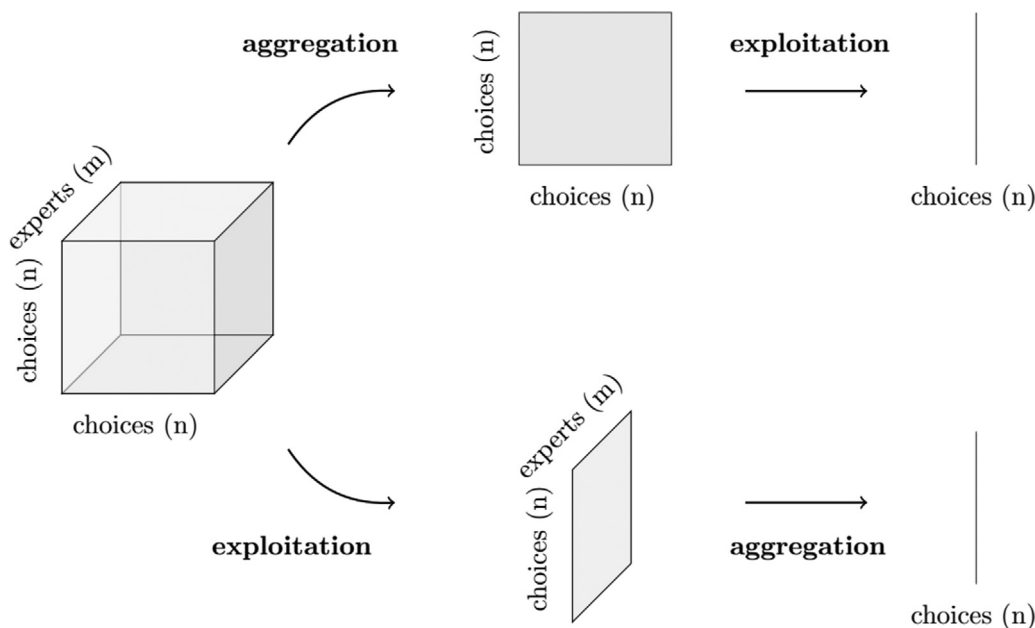 aggregation
choices (n)
choices (n)
exploitation
choices (n)
experts (m)
choices (n)
choices (n)
exploitation
experts (m)
choices (n)
aggregation
choices (n)